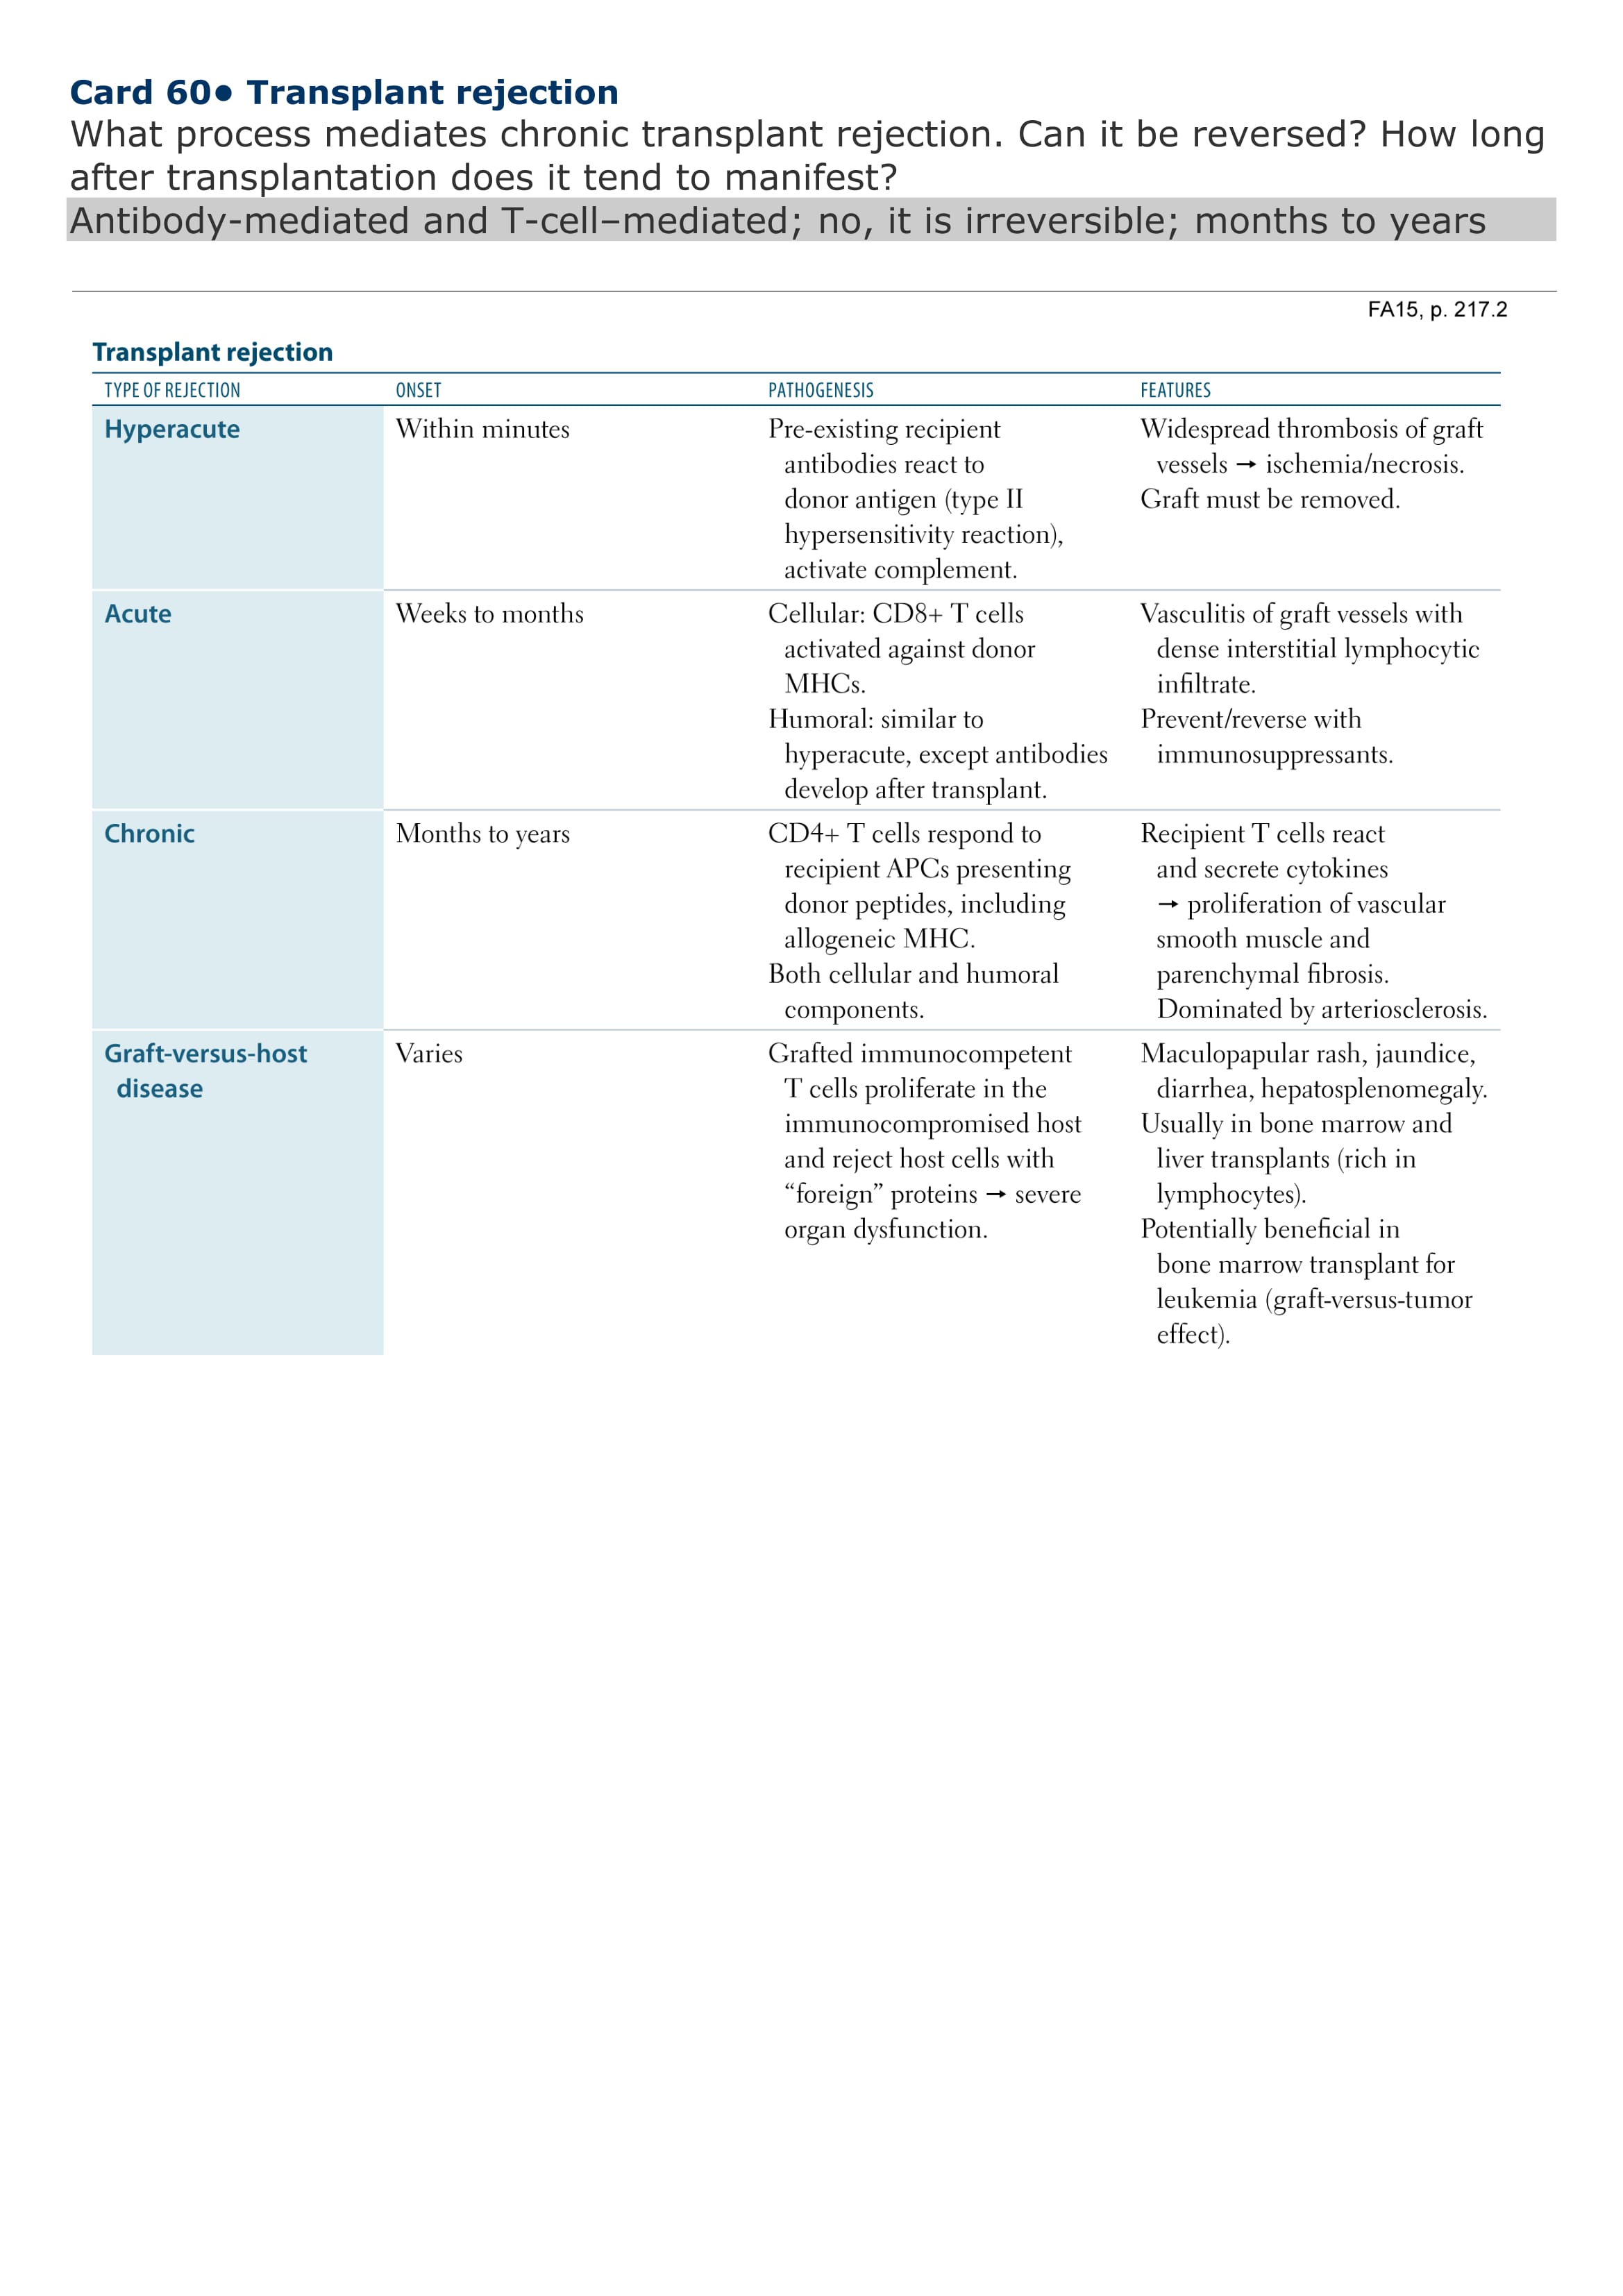 Card 60• Transplant rejection
What process mediates chronic transplant rejection. Can it be reversed? How long
after transplantation does it tend to manifest?
Antibody-mediated and T-cell–mediated; no, it is irreversible; months to years
FA15, p. 217.2
Transplant rejection
TYPE OF REJECTION ONSET PATHOGENESIS FEATURES
Hyperacute Within minutes Pre-existing recipient Widespread thrombosis of graft
antibodies react to vessels → ischemia/necrosis.
donor antigen (type II Graft must be removed.
hypersensitivity reaction),
activate complement.
Acute Weeks to months Cellular: CD8+ T cells Vasculitis of graft vessels with
activated against donor dense interstitial lymphocytic
MHCs. infiltrate.
Humoral: similar to Prevent/reverse with
hyperacute, except antibodies immunosuppressants.
develop after transplant.
Chronic Months to years CD4+ T cells respond to Recipient T cells react
recipient APCs presenting and secrete cytokines
donor peptides, including → proliferation of vascular
allogeneic MHC. smooth muscle and
Both cellular and humoral parenchymal fibrosis.
components. Dominated by arteriosclerosis.
Graft-versus-host Varies Grafted immunocompetent Maculopapular rash, jaundice,
disease T cells proliferate in the diarrhea, hepatosplenomegaly.
immunocompromised host Usually in bone marrow and
and reject host cells with liver transplants (rich in
“foreign” proteins → severe lymphocytes).
organ dysfunction. Potentially beneficial in
bone marrow transplant for
leukemia (graft-versus-tumor
effect).